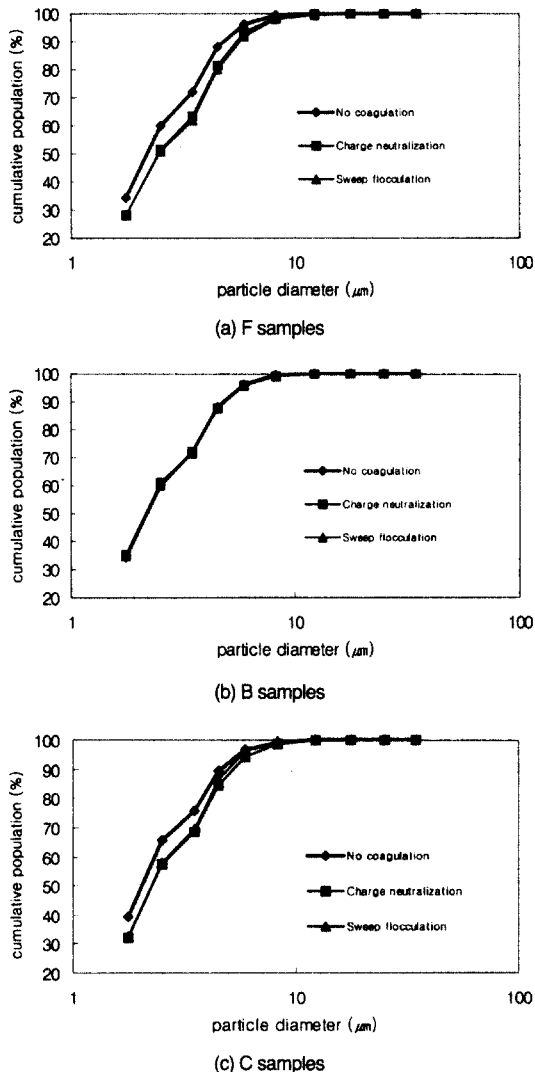 cumulative population (%)
100
90
80
70
60
50
40
30
20
No coagulation
Charge neutralization
Sweep flocculation
1
10
100
particle diameter (μm)
(a) F samples
cumulative population (%)
100
90
80
70
60
50
40
30
20
No coagulation
Charge neutralization
Sweep flocculation
1
10
100
particle diameter (μm)
(b) B samples
cumulative population (%)
100
90
80
70
60
50
40
30
20
No coagulation
Charge neutralization
Sweep flocculation
1
10
100
particle diameter (μm)
(c) C samples